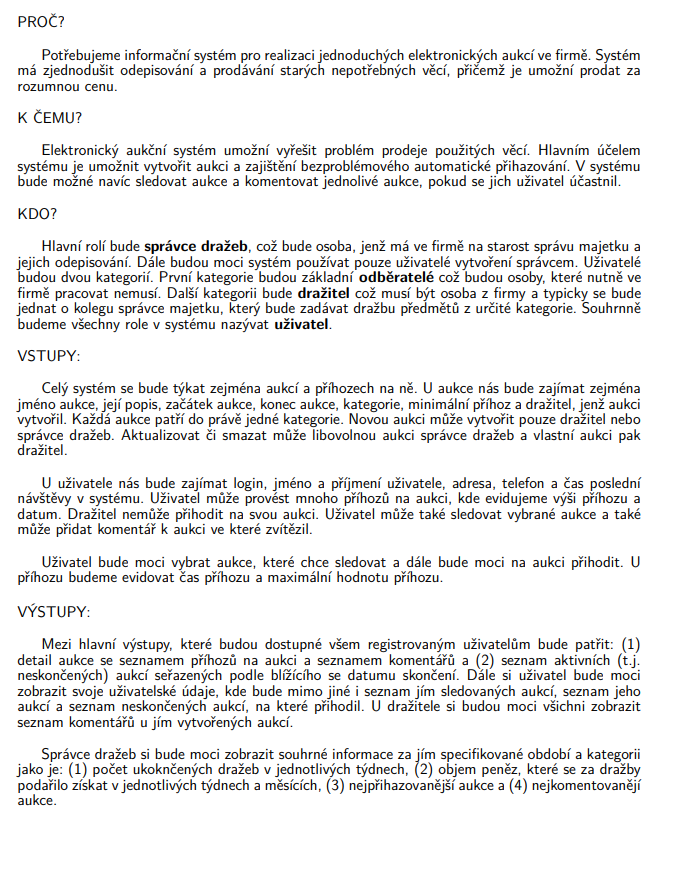 PROČ?
Potřebujeme informační systém pro realizaci jednoduchých elektronických aukcí ve firmě. Systém
má zjednodušit odepisování a prodávání starých nepotřebných věcí, přičemž je umožní prodat za
rozumnou cenu.
K ČEMU?
Elektronický aukční systém umožní vyřešit problém prodeje použitých věcí. Hlavním účelem
systému je umožnit vytvořit aukci a zajištění bezproblémového automatické přihazování. V systému
bude možné navíc sledovat aukce a komentovat jednolivé aukce, pokud se jich uživatel účastnil.
KDO?
Hlavní rolí bude správce dražeb, což bude osoba, jenž má ve firmě na starost správu majetku a
jejich odepisování. Dále budou moci systém používat pouze uživatelé vytvoření správcem. Uživatelé
budou dvou kategorií. První kategorie budou základní odběratelé což budou osoby, které nutně ve
firmě pracovat nemusí. Další kategorii bude dražitel což musí být osoba z firmy a typicky se bude
jednat o kolegu správce majetku, který bude zadávat dražbu předmětů z určité kategorie. Souhrnně
budeme všechny role v systému nazývat uživatel.
VSTUPY:
Celý systém se bude týkat zejména aukcí a příhozech na ně. U aukce nás bude zajímat zejména
jméno aukce, její popis, začátek aukce, konec aukce, kategorie, minimální příhoz a dražitel, jenž aukci
vytvořil. Každá aukce patří do právě jedné kategorie. Novou aukci může vytvořit pouze dražitel nebo
správce dražeb. Aktualizovat či smazat může libovolnou aukci správce dražeb a vlastní aukci pak
dražitel.
U uživatele nás bude zajímat login, jméno a příjmení uživatele, adresa, telefon a čas poslední
návštěvy v systému. Uživatel může provést mnoho příhozů na aukci, kde evidujeme výši příhozu a
datum. Dražitel nemůže přihodit na svou aukci. Uživatel může také sledovat vybrané aukce a také
může přidat komentář k aukci ve které zvítězil.
Uživatel bude moci vybrat aukce, které chce sledovat a dále bude moci na aukci přihodit. U
příhozu budeme evidovat čas příhozu a maximální hodnotu příhozu.
VÝSTUPY:
Mezi hlavní výstupy, které budou dostupné všem registrovaným uživatelům bude patřit: (1)
detail aukce se seznamem příhozů na aukci a seznamem komentářů a (2) seznam aktivních (t.j.
neskončených) aukcí seřazených podle blížícího se datumu skončení. Dále si uživatel bude moci
zobrazit svoje uživatelské údaje, kde bude mimo jiné i seznam jím sledovaných aukcí, seznam jeho
aukcí a seznam neskončených aukcí, na které přihodil. U dražitele si budou moci všichni zobrazit
seznam komentářů u jím vytvořených aukcí.
Správce dražeb si bude moci zobrazit souhrné informace za jím specifikované období a kategorii
jako je: (1) počet ukoknčených dražeb v jednotlivých týdnech, (2) objem peněz, které se za dražby
podařilo získat v jednotlivých týdnech a měsících, (3) nejpřihazovanější aukce a (4) nejkomentovanějí
aukce.